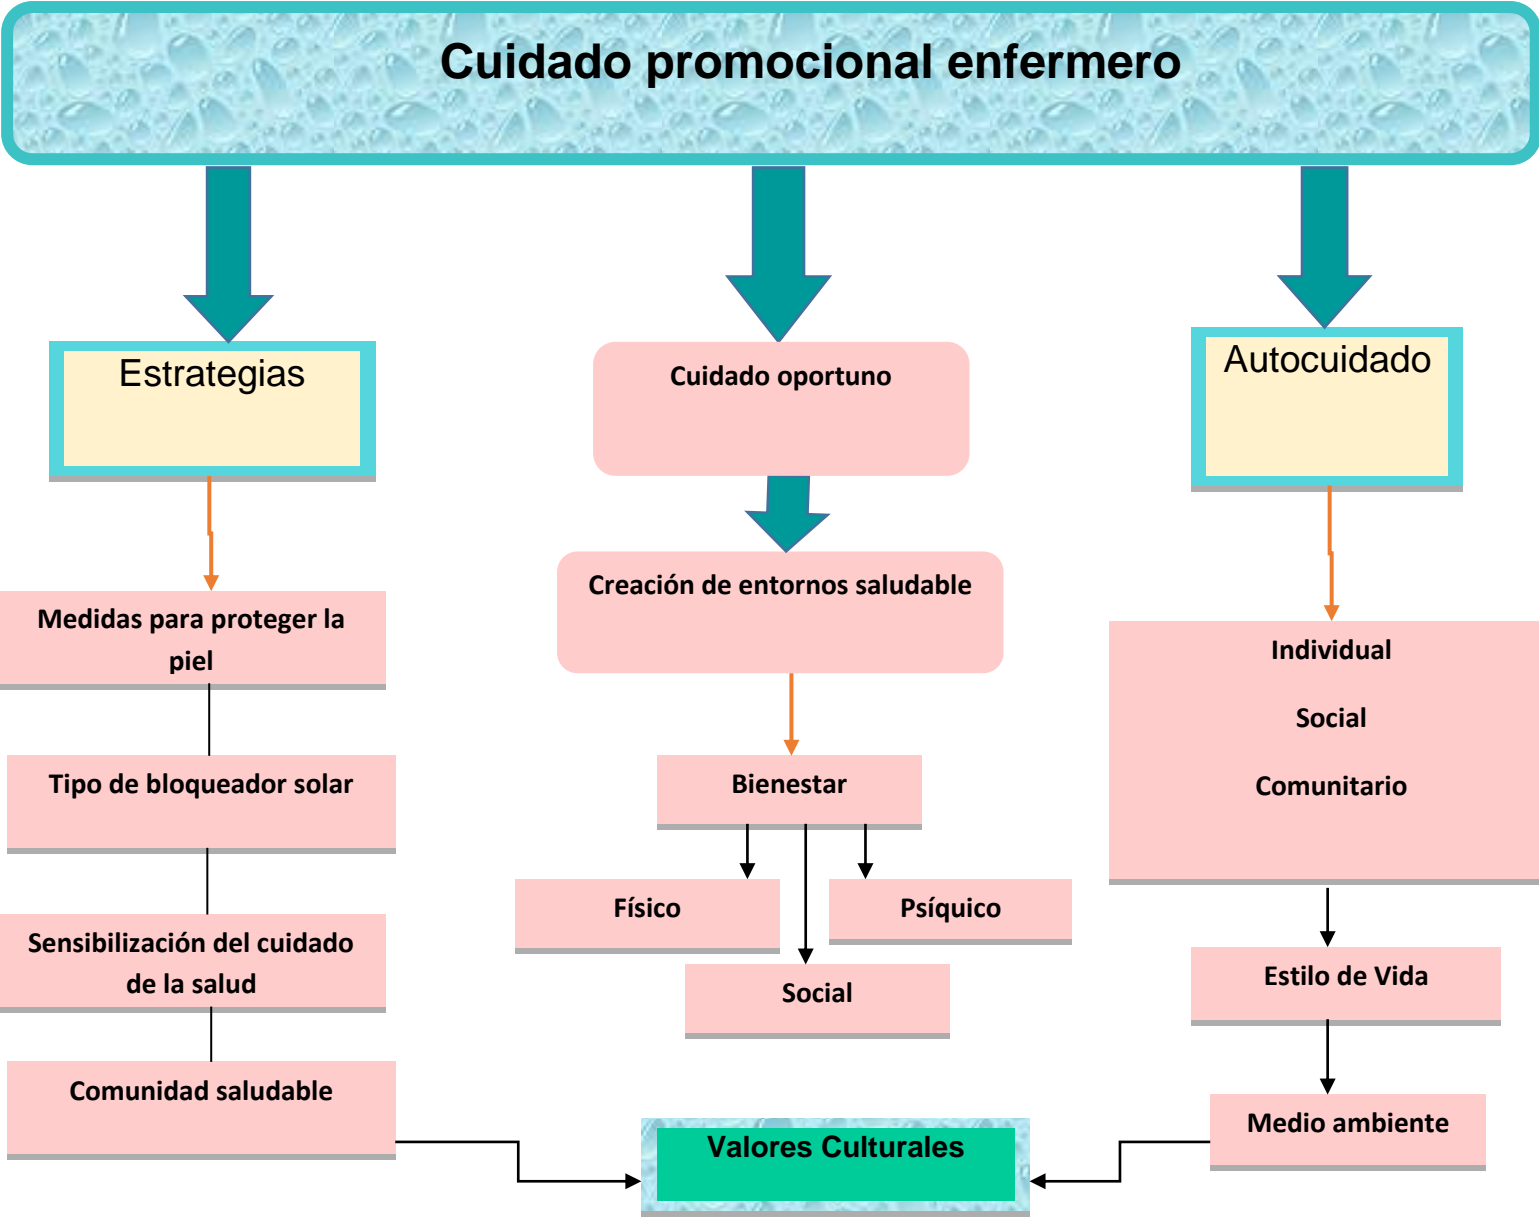 Cuidado promocional enfermero
Estrategias
Cuidado oportuno
Autocuidado
Creación de entornos saludable
Medidas para proteger la
piel
Individual
Social
Comunitario
Tipo de bloqueador solar
Bienestar
Físico
Psíquico
Social
Sensibilización del cuidado
de la salud
Estilo de Vida
Comunidad saludable
Medio ambiente
Valores Culturales